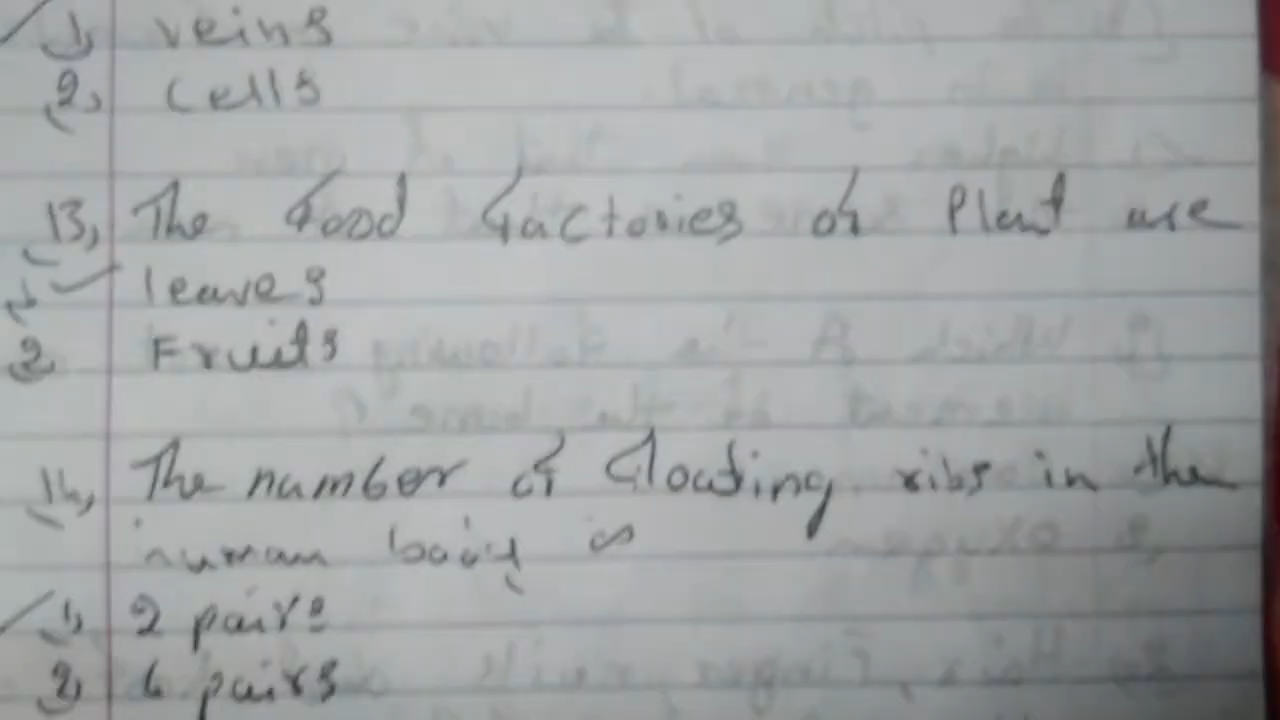 1, veins
2, Cells
13, The food factories of Plant are
1, leaves
2 Fruits
14, The number of floating ribs in the
human body is
1, 2 pairs
2, 6 pairs